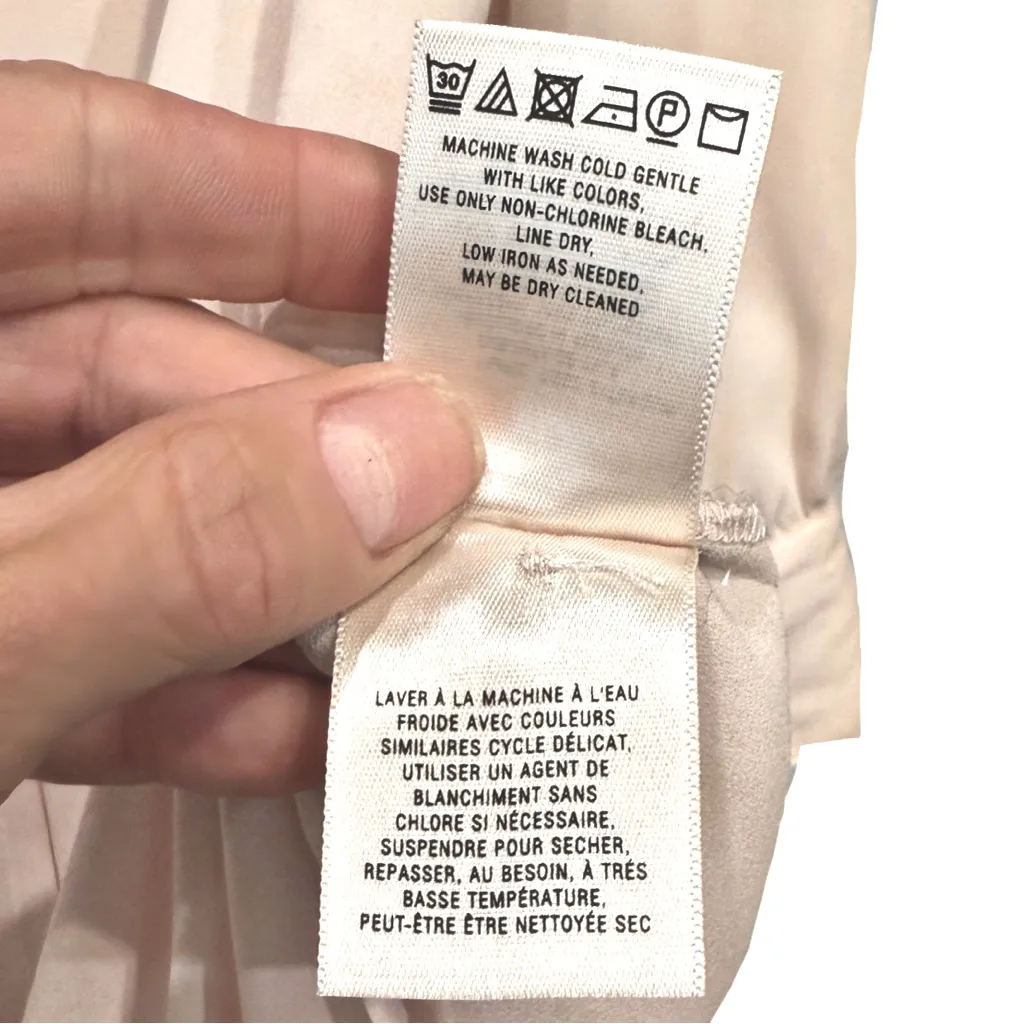 30 P
MACHINE WASH COLD GENTLE
WITH LIKE COLORS,
USE ONLY NON-CHLORINE BLEACH,
LINE DRY,
LOW IRON AS NEEDED,
MAY BE DRY CLEANED
LAVER À LA MACHINE À L'EAU
FROIDE AVEC COULEURS
SIMILAIRES CYCLE DÉLICAT,
UTILISER UN AGENT DE
BLANCHIMENT SANS
CHLORE SI NÉCESSAIRE,
SUSPENDRE POUR SECHER,
REPASSER, AU BESOIN, À TRÉS
BASSE TEMPÉRATURE,
PEUT-ÊTRE ÊTRE NETTOYÉE SEC